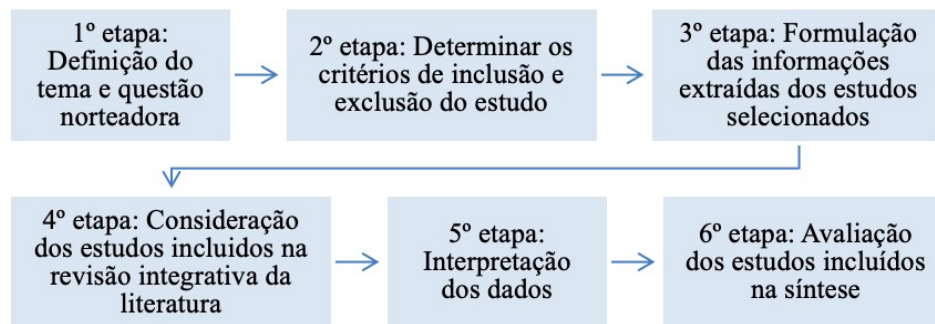 1º etapa:
Definição do
tema e questão
norteadora
2º etapa: Determinar os
critérios de inclusão e
exclusão do estudo
3º etapa: Formulação
das informações
extraídas dos estudos
selecionados
4º etapa: Consideração
dos estudos incluidos na
revisão integrativa da
literatura
5º etapa:
Interpretação
dos dados
6º etapa: Avaliação
dos estudos incluídos
na síntese